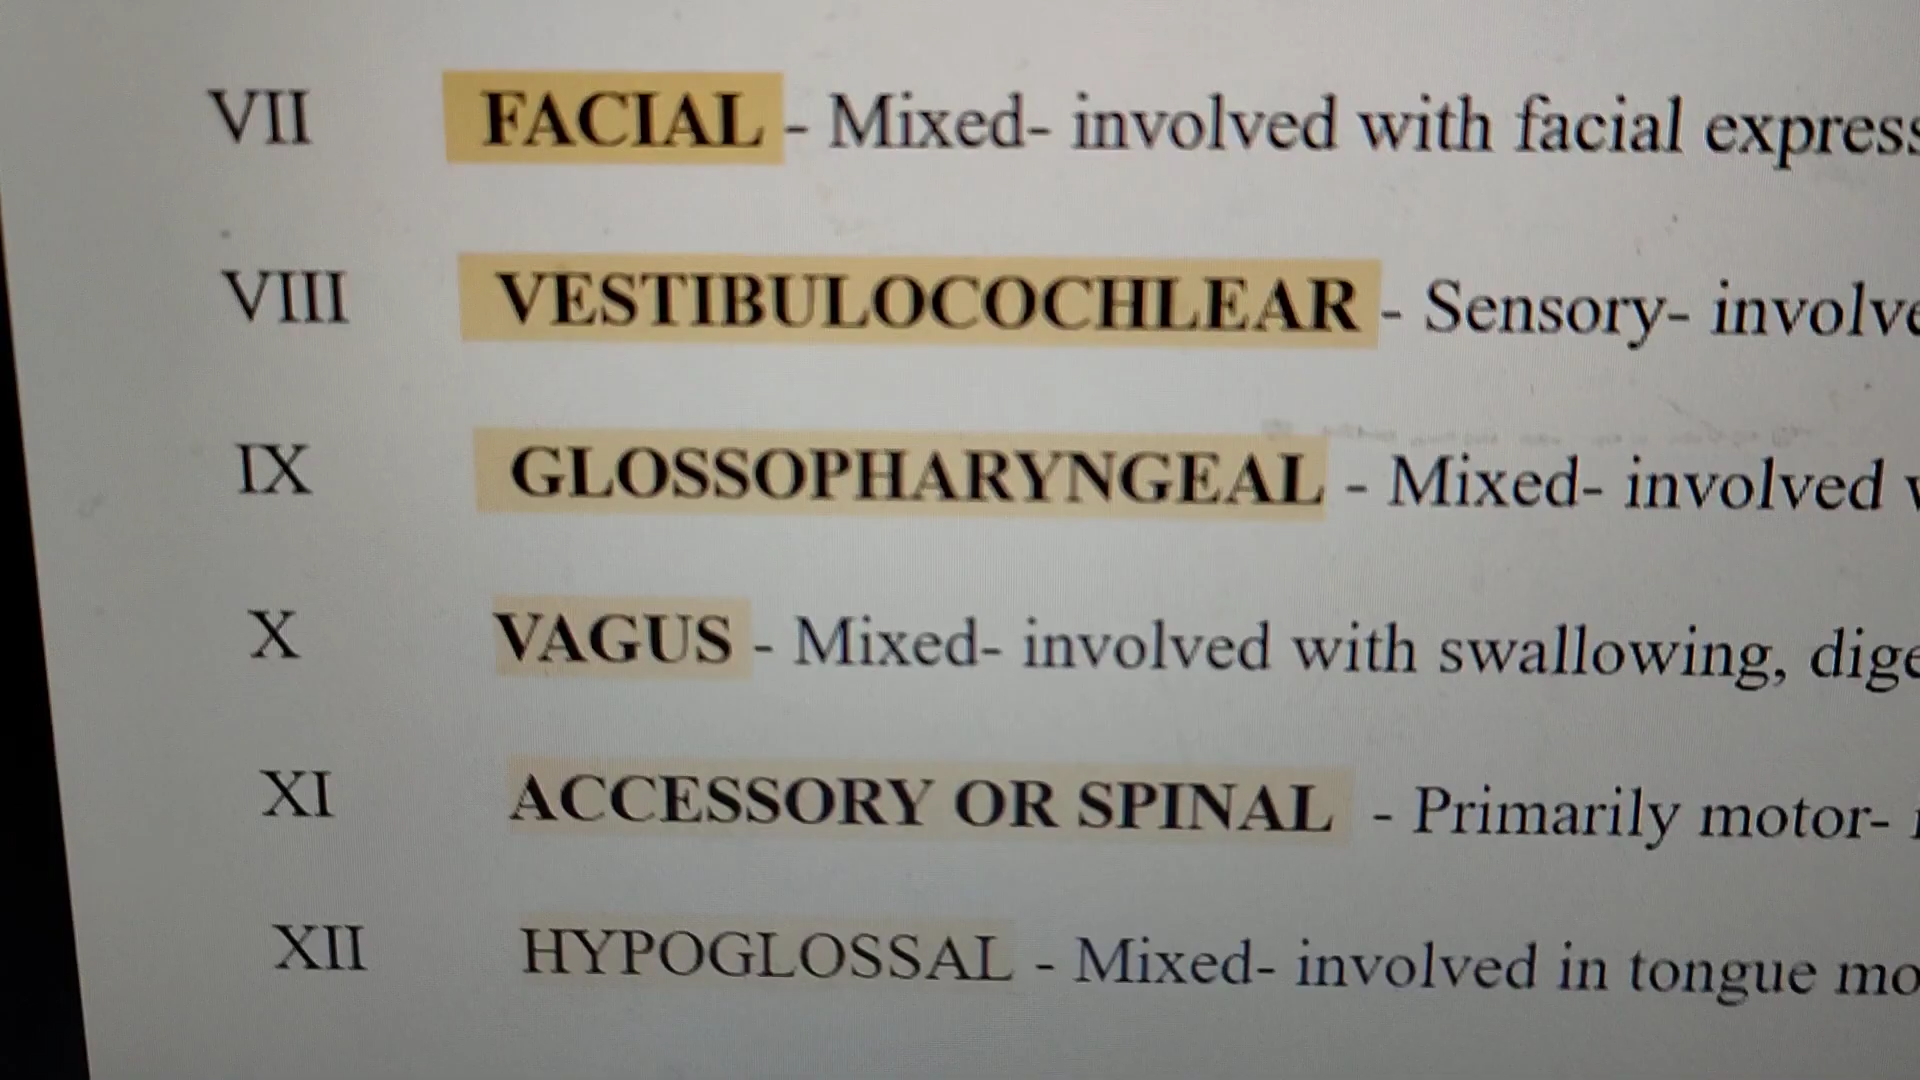 VII FACIAL - Mixed- involved with facial express
VIII VESTIBULOCOCHLEAR - Sensory- involve
IX GLOSSOPHARYNGEAL - Mixed- involved
X VAGUS - Mixed- involved with swallowing, dige
XI ACCESSORY OR SPINAL - Primarily motor-
XII HYPOGLOSSAL - Mixed- involved in tongue mo